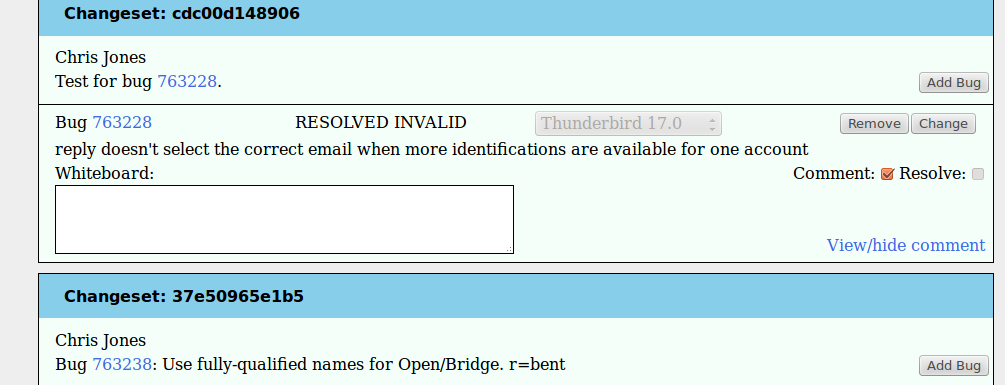 Changeset: cdc00d148906
Chris Jones
Test for bug 763228.
Add Bug
Bug 763228 RESOLVED INVALID Thunderbird 17.0 Remove Change
reply doesn't select the correct email when more identifications are available for one account
Whiteboard: Comment: Resolve:
View/hide comment
Changeset: 37e50965e1b5
Chris Jones
Bug 763238: Use fully-qualified names for Open/Bridge. r=bent
Add Bug